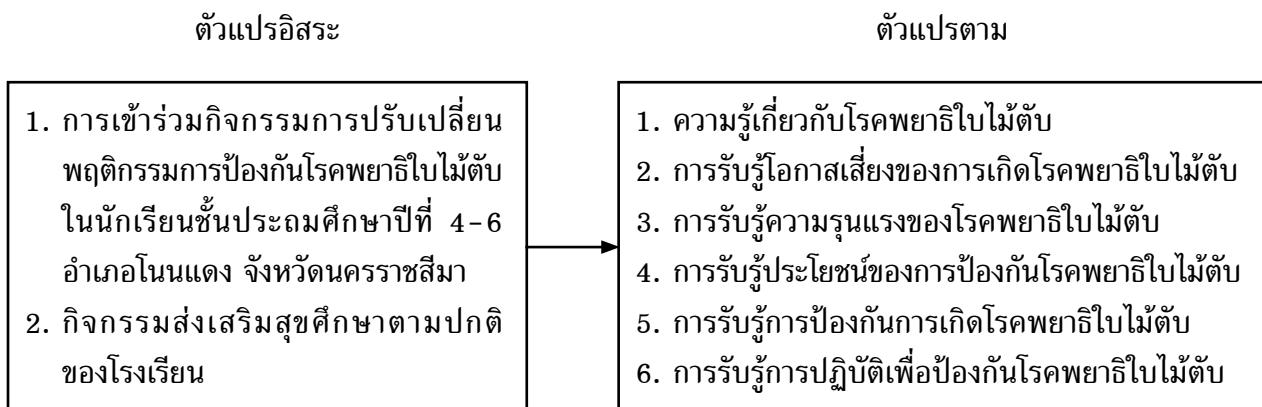 ตัวแปรอิสระ
1. การเข้าร่วมกิจกรรมการปรับเปลี่ยน
พฤติกรรมการป้องกันโรคพยาธิใบไม้ตับ
ในนักเรียนชั้นประถมศึกษาปีที่ 4-6
อำเภอโนนแดง จังหวัดนครราชสีมา
2. กิจกรรมส่งเสริมสุขศึกษาตามปกติ
ของโรงเรียน
ตัวแปรตาม
1. ความรู้เกี่ยวกับโรคพยาธิใบไม้ตับ
2. การรับรู้โอกาสเสี่ยงของการเกิดโรคพยาธิใบไม้ตับ
3. การรับรู้ความรุนแรงของโรคพยาธิใบไม้ตับ
4. การรับรู้ประโยชน์ของการป้องกันโรคพยาธิใบไม้ตับ
5. การรับรู้การป้องกันการเกิดโรคพยาธิใบไม้ตับ
6. การรับรู้การปฏิบัติเพื่อป้องกันโรคพยาธิใบไม้ตับ